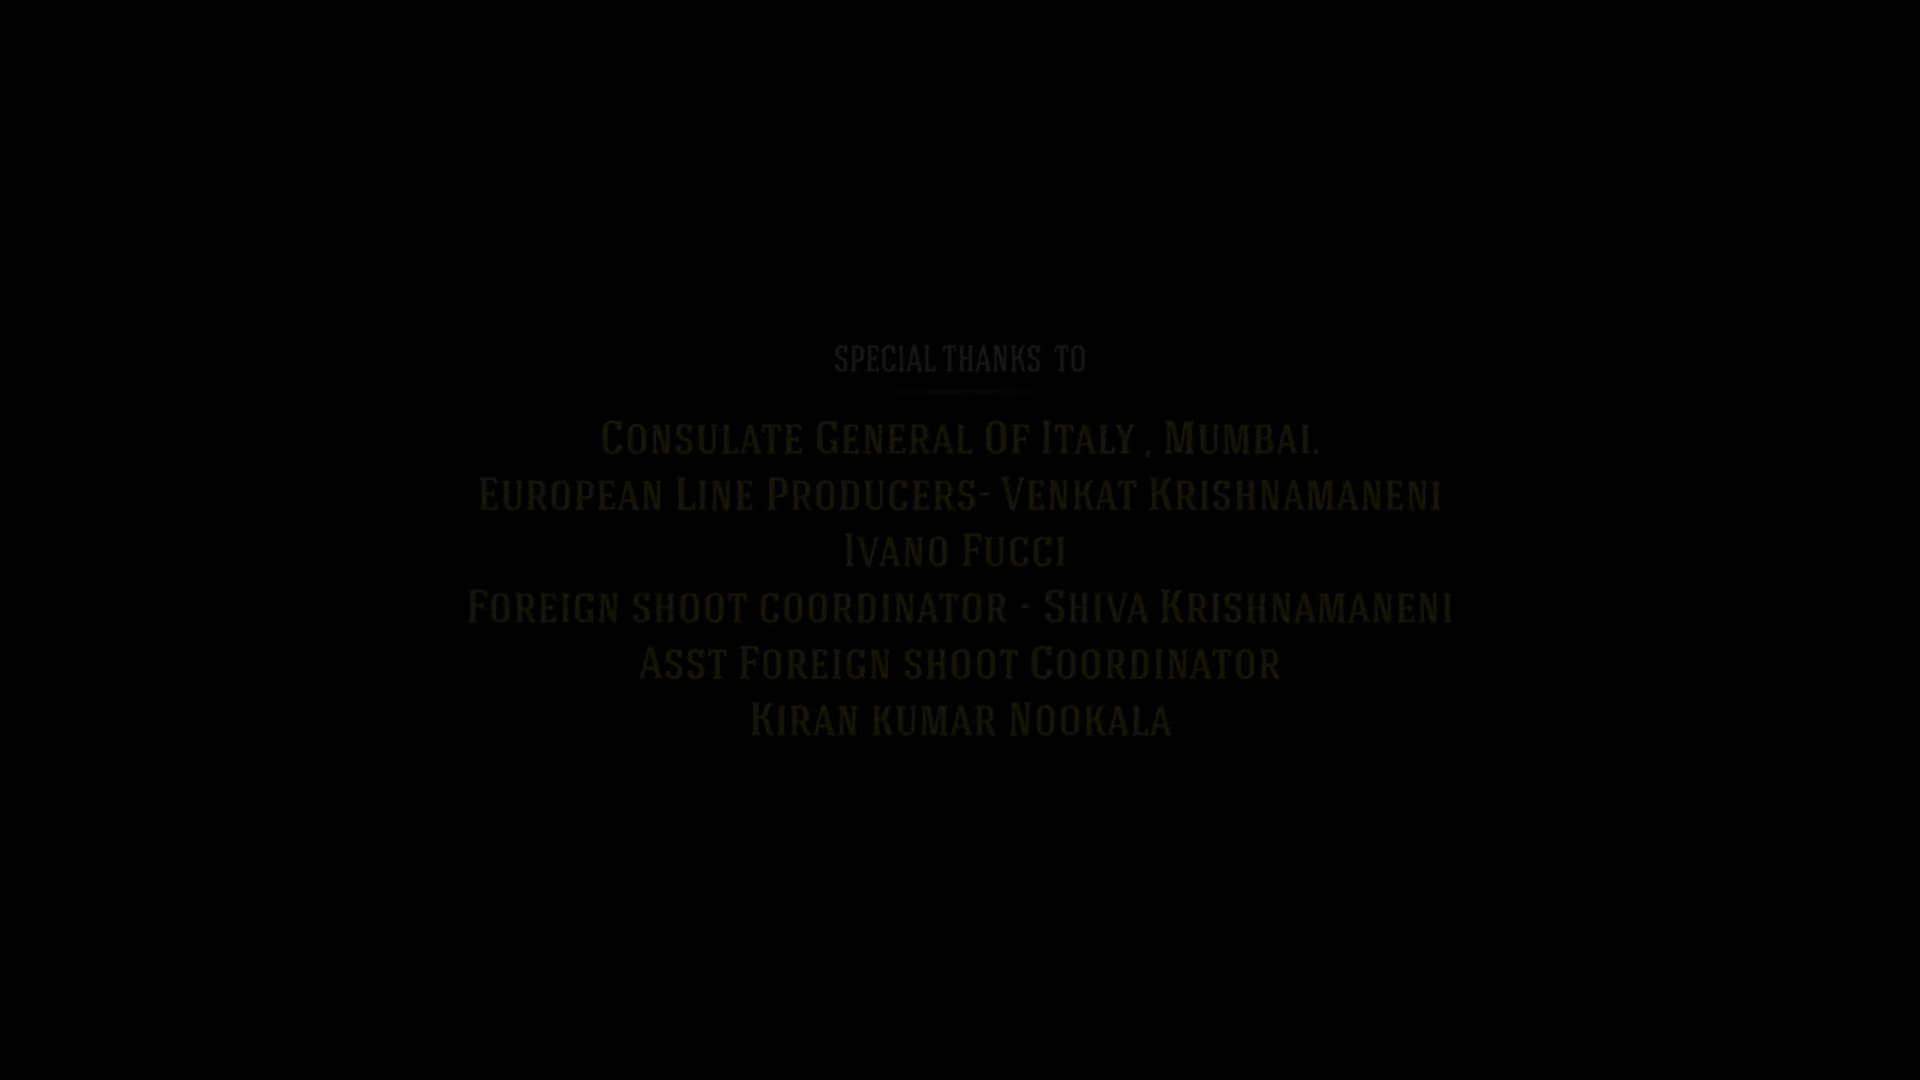 SPECIAL THANKS TO
CONSULATE GENERAL OF ITALY , MUMBAI.
EUROPEAN LINE PRODUCERS- VENKAT KRISHNAMANENI
IVANO FUCCI
FOREIGN SHOOT COORDINATOR - SHIVA KRISHNAMANENI
ASST FOREIGN SHOOT COORDINATOR
KIRAN KUMAR NOOKALA